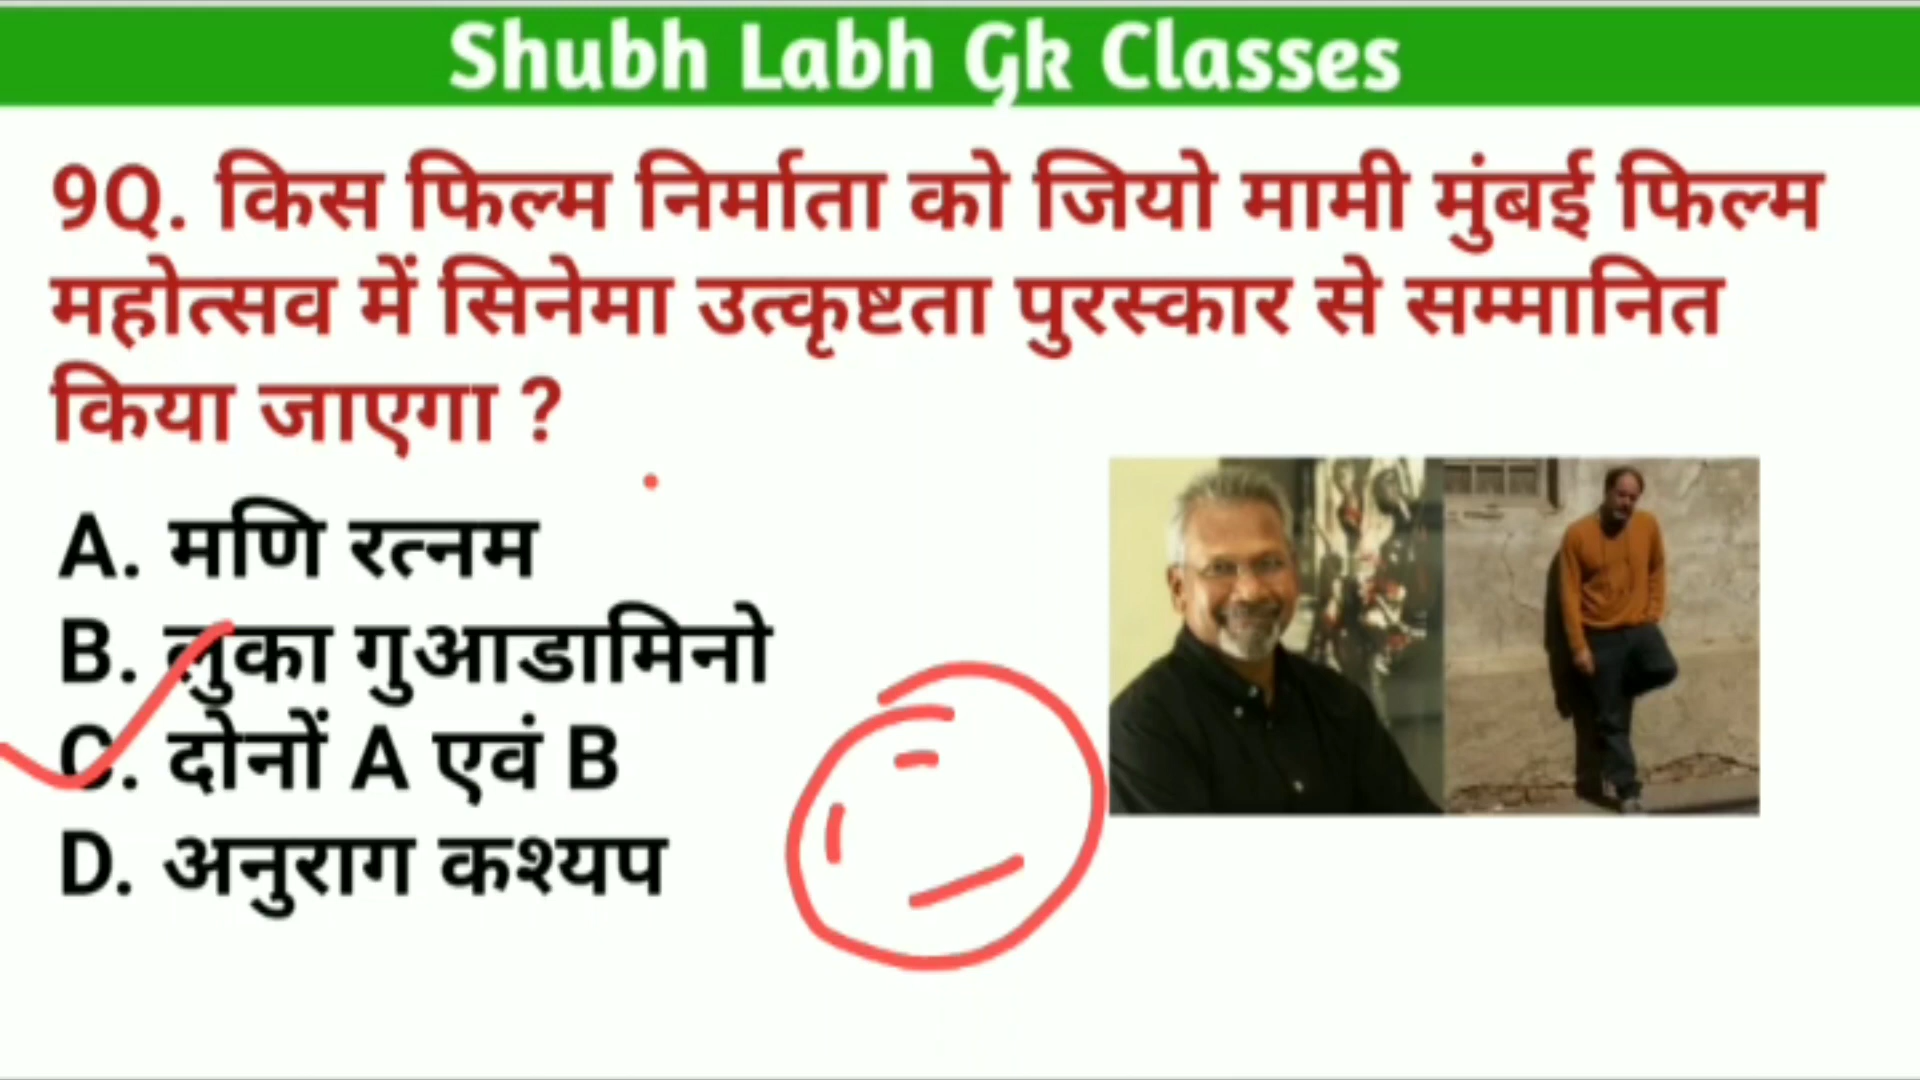 Shubh Labh Gk Classes
9Q. किस फिल्म निर्माता को जियो मामी मुंबई फिल्म
महोत्सव में सिनेमा उत्कृष्टता पुरस्कार से सम्मानित
किया जाएगा ?
A. मणि रत्नम
B. लुका गुआडामिनो
C. दोनों A एवं B
D. अनुराग कश्यप